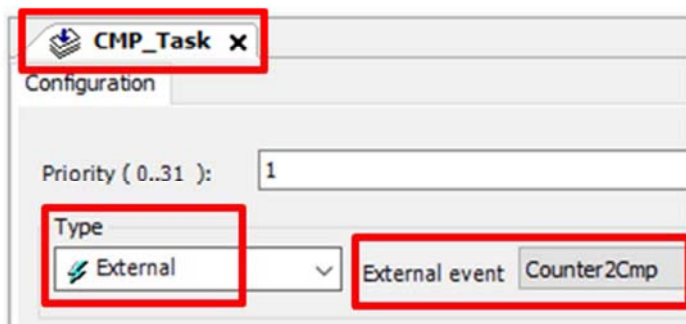 CMP_Task x
Configuration
Priority ( 0..31 ): 1
Type
External External event Counter2Cmp